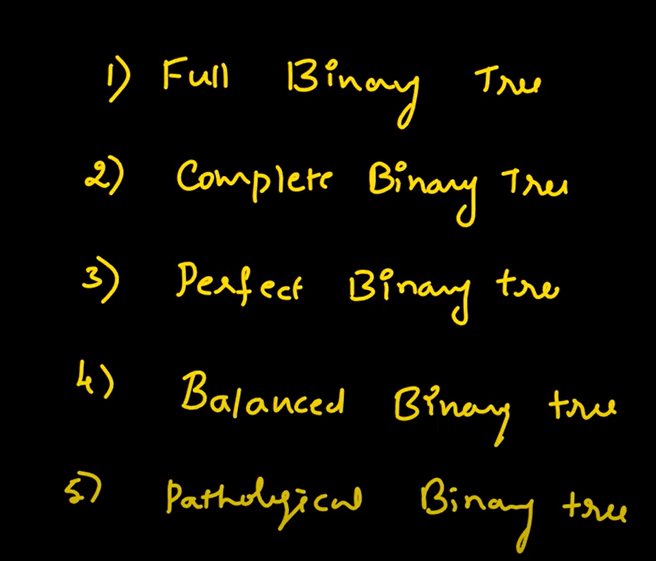 1) Full Binary Tree
2) Complete Binary Tree
3) Perfect Binary tree
4) Balanced Binary tree
5) Pathological Binary tree